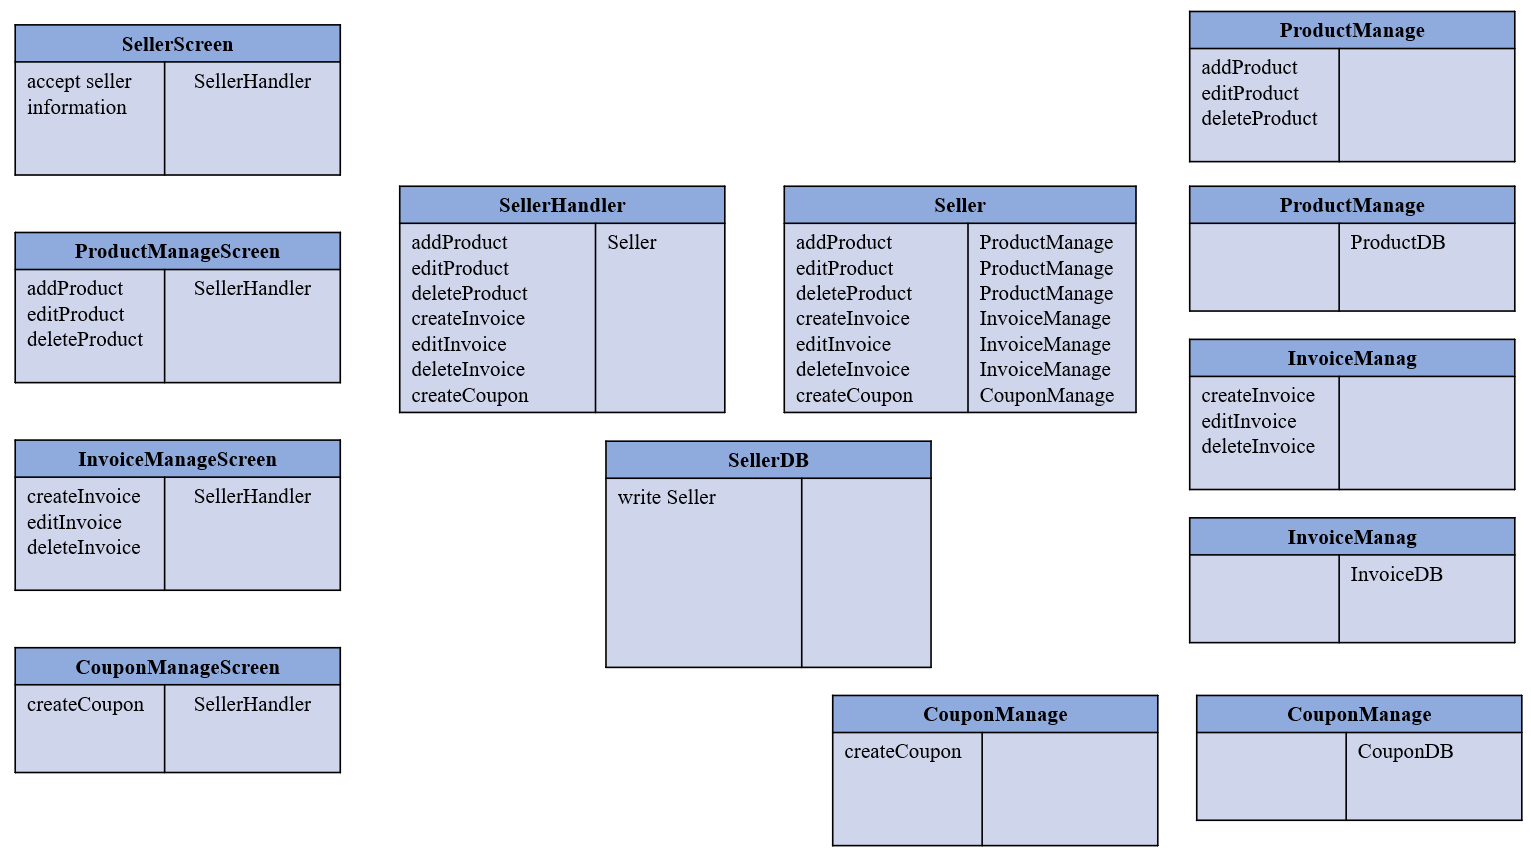 SellerScreen
accept seller
information
SellerHandler
ProductManageScreen
addProduct
editProduct
deleteProduct
SellerHandler
InvoiceManageScreen
createInvoice
editInvoice
deleteInvoice
SellerHandler
CouponManageScreen
createCoupon
SellerHandler
SellerHandler
addProduct
editProduct
deleteProduct
createInvoice
editInvoice
deleteInvoice
createCoupon
Seller
Seller
addProduct
editProduct
deleteProduct
createInvoice
editInvoice
deleteInvoice
createCoupon
ProductManage
ProductManage
ProductManage
InvoiceManage
InvoiceManage
InvoiceManage
CouponManage
SellerDB
write Seller
ProductManage
addProduct
editProduct
deleteProduct
ProductManage
ProductDB
InvoiceManag
createInvoice
editInvoice
deleteInvoice
InvoiceManag
InvoiceDB
CouponManage
createCoupon
CouponManage
CouponDB